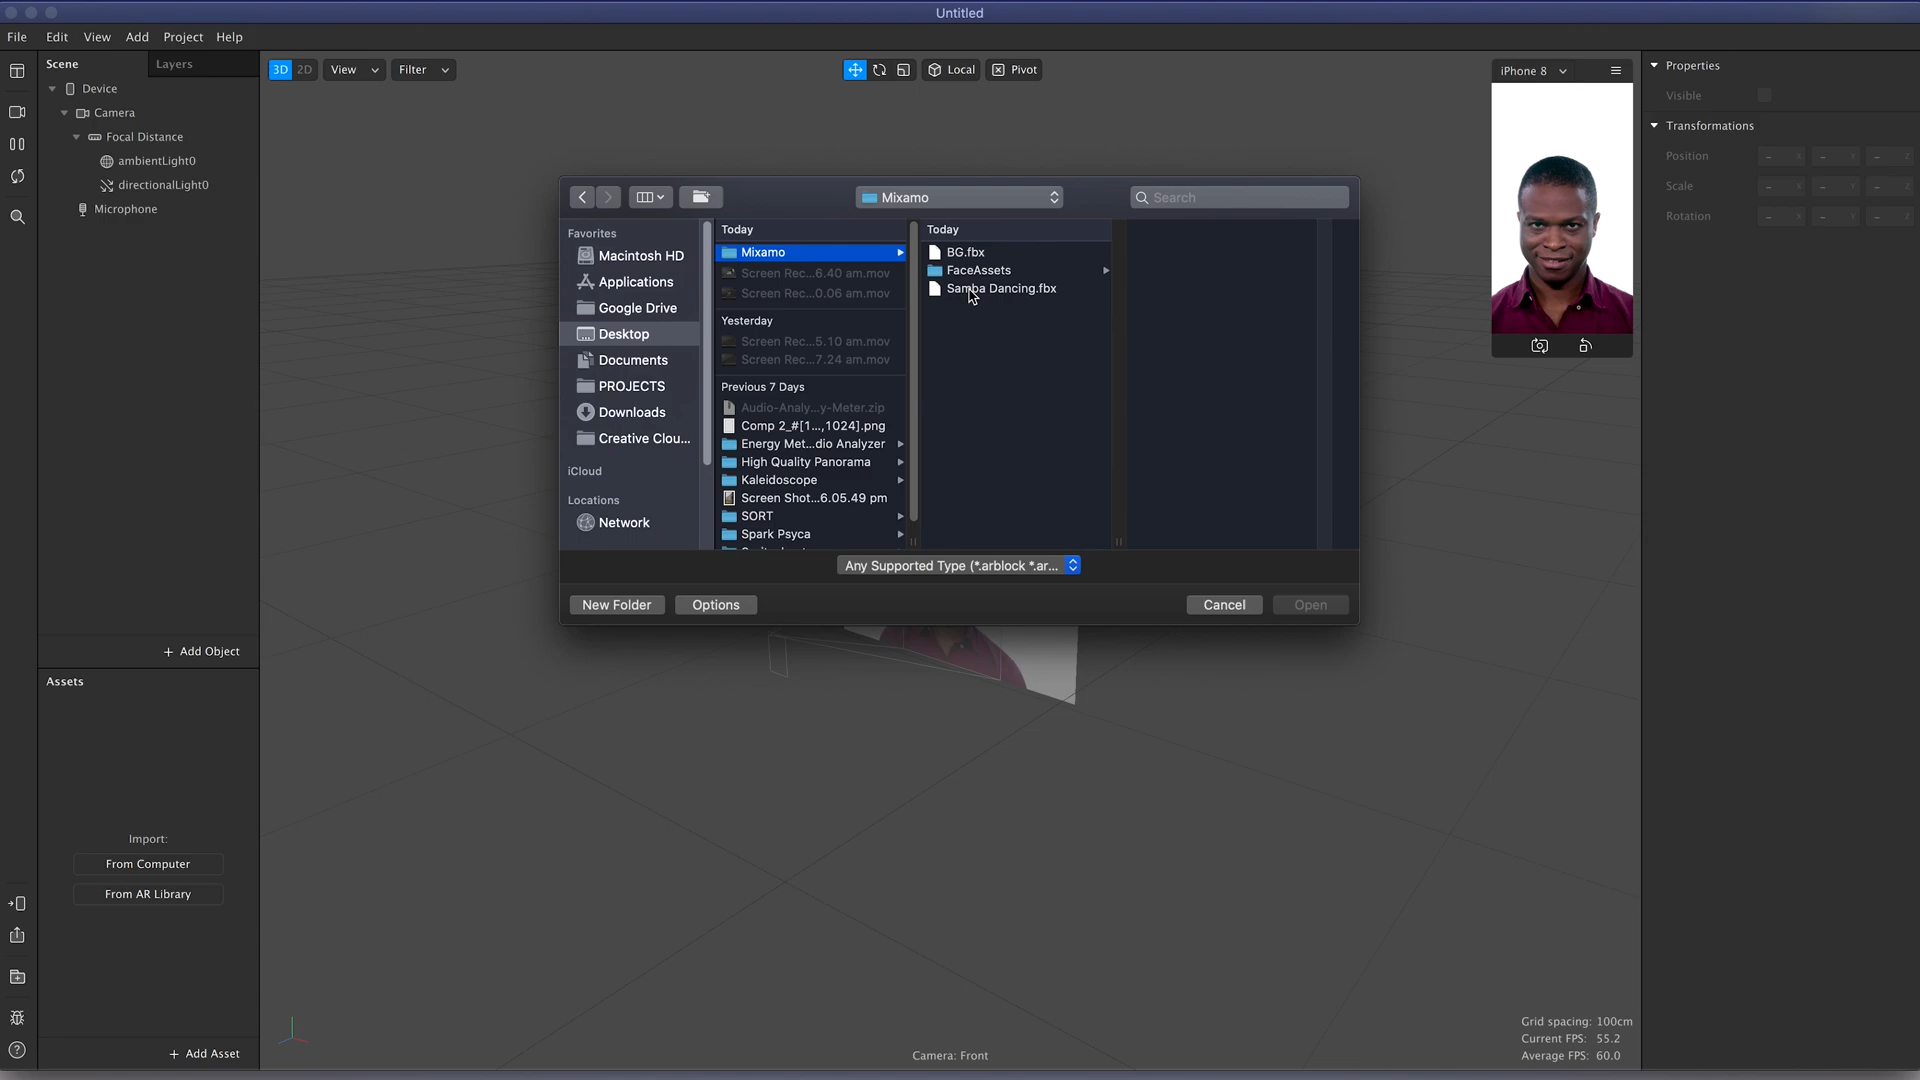 Untitled
File Edit View Add Project Help
Scene
Layers
Device
Camera
Focal Distance
ambientLight0
directionalLight0
Microphone
+ Add Object
Assets
Import:
From Computer
From AR Library
+ Add Asset
3D 2D
View
Filter
Local
Pivot
Mixamo
Search
Favorites
Macintosh HD
Applications
Google Drive
Desktop
Documents
PROJECTS
Downloads
Creative Clou...
iCloud
Locations
Network
Today
Mixamo
Screen Rec...6.40 am.mov
Screen Rec...0.06 am.mov
Yesterday
Screen Rec...5.10 am.mov
Screen Rec...7.24 am.mov
Previous 7 Days
Audio-Analy...y-Meter.zip
Comp 2_#[1...,1024].png
Energy Met...dio Analyzer
High Quality Panorama
Kaleidoscope
Screen Shot...6.05.49 pm
SORT
Spark Psyca
Today
BG.fbx
FaceAssets
Samba Dancing.fbx
Any Supported Type (*.arblock *.ar...
New Folder
Options
Cancel
Open
Camera: Front
iPhone 8
Grid spacing: 100cm
Current FPS: 55.2
Average FPS: 60.0
Properties
Visible
Transformations
Position – X – Y – Z
Scale – X – Y – Z
Rotation – X – Y – Z